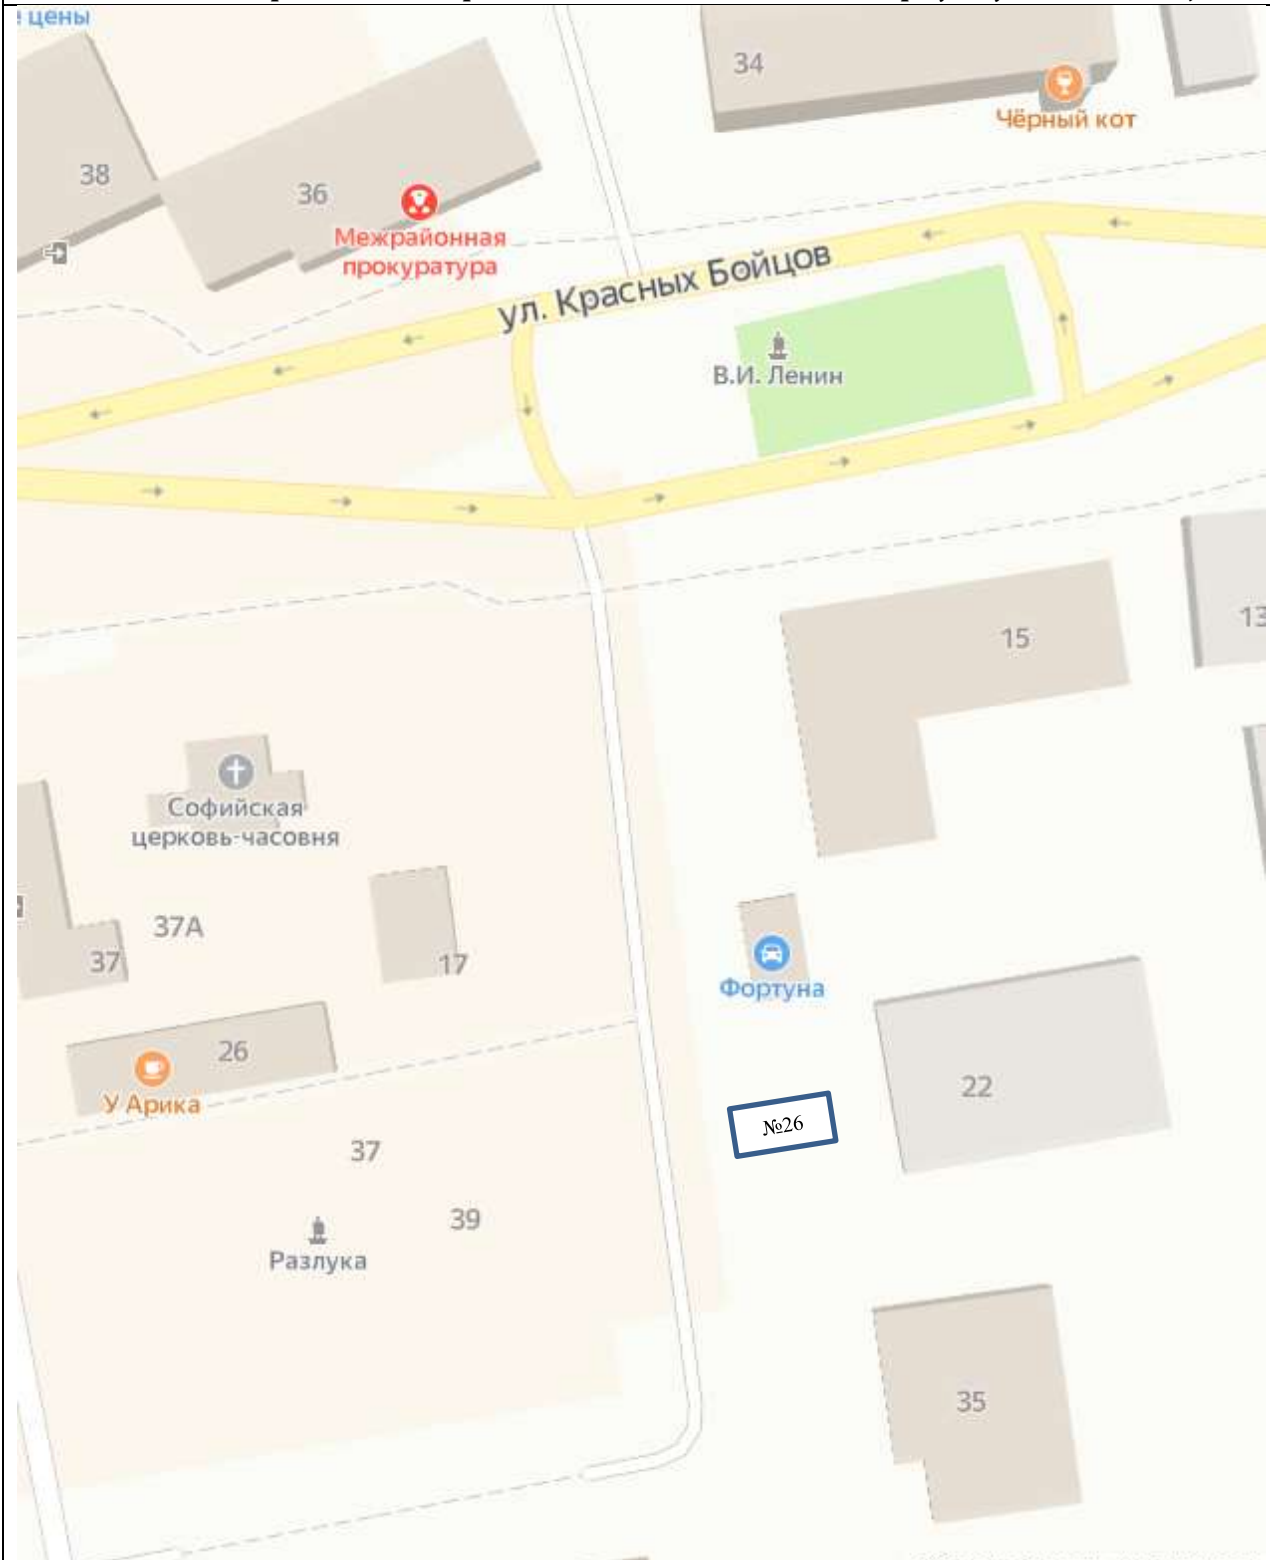 цены
34
Чёрный кот
38
36
Межрайонная
прокуратура
ул. Красных Бойцов
В.И. Ленин
15
13
Софийская
церковь-часовня
37А
37
17
Фортуна
26
У Арика
22
№26
37
39
Разлука
35